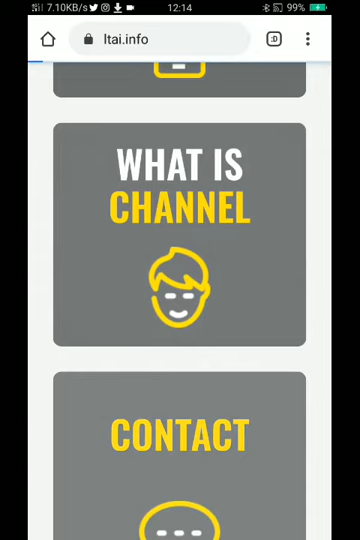 7.10KB/s
12:14
99%
ltai.info
:D
WHAT IS
CHANNEL
CONTACT